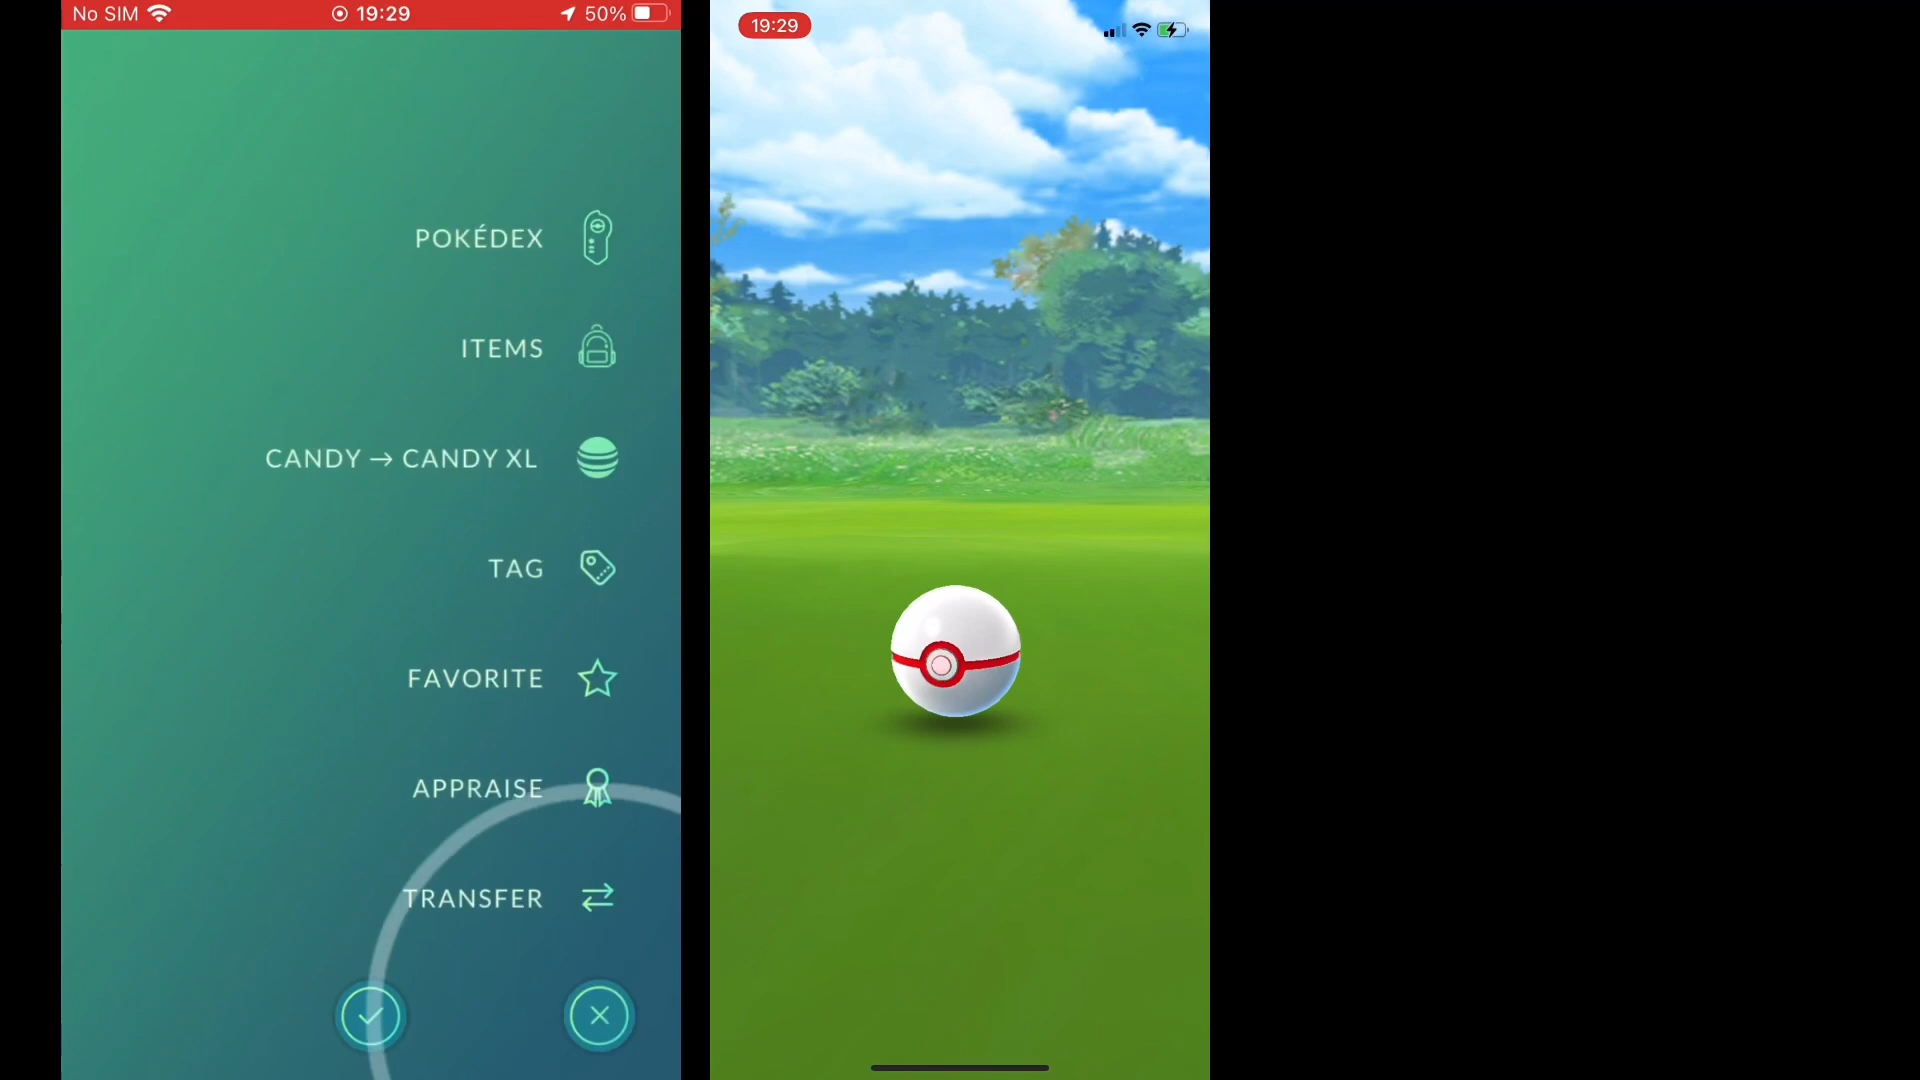 No SIM 19:29 50%
POKÉDEX
ITEMS
CANDY → CANDY XL
TAG
FAVORITE
APPRAISE
TRANSFER
19:29